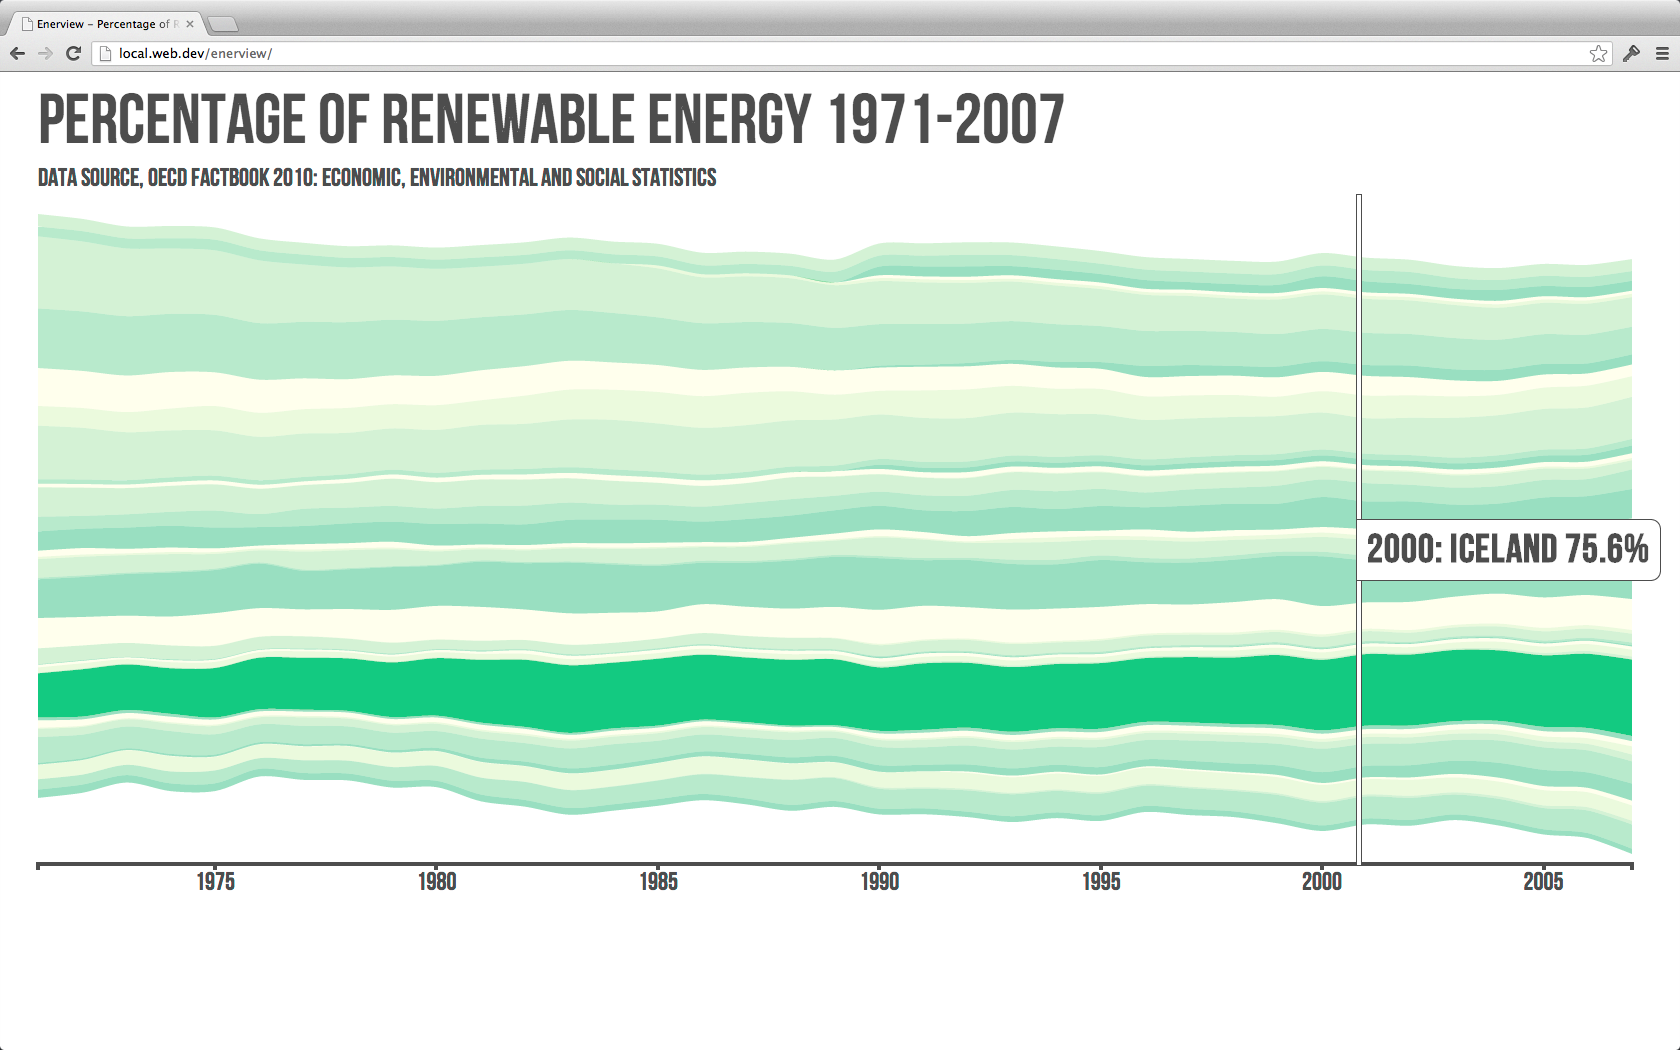 Enerview – Percentage of R
local.web.dev/enerview/
PERCENTAGE OF RENEWABLE ENERGY 1971-2007
DATA SOURCE, OECD FACTBOOK 2010: ECONOMIC, ENVIRONMENTAL AND SOCIAL STATISTICS
2000: ICELAND 75.6%
1975 1980 1985 1990 1995 2000 2005